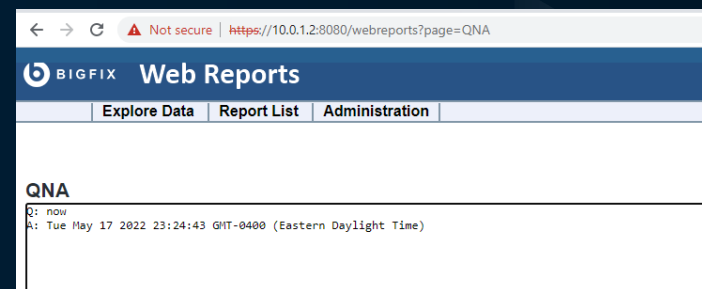 Not secure | https://10.0.1.2:8080/webreports?page=QNA
BIGFIX Web Reports
Explore Data | Report List | Administration |
QNA
Q: now
A: Tue May 17 2022 23:24:43 GMT-0400 (Eastern Daylight Time)